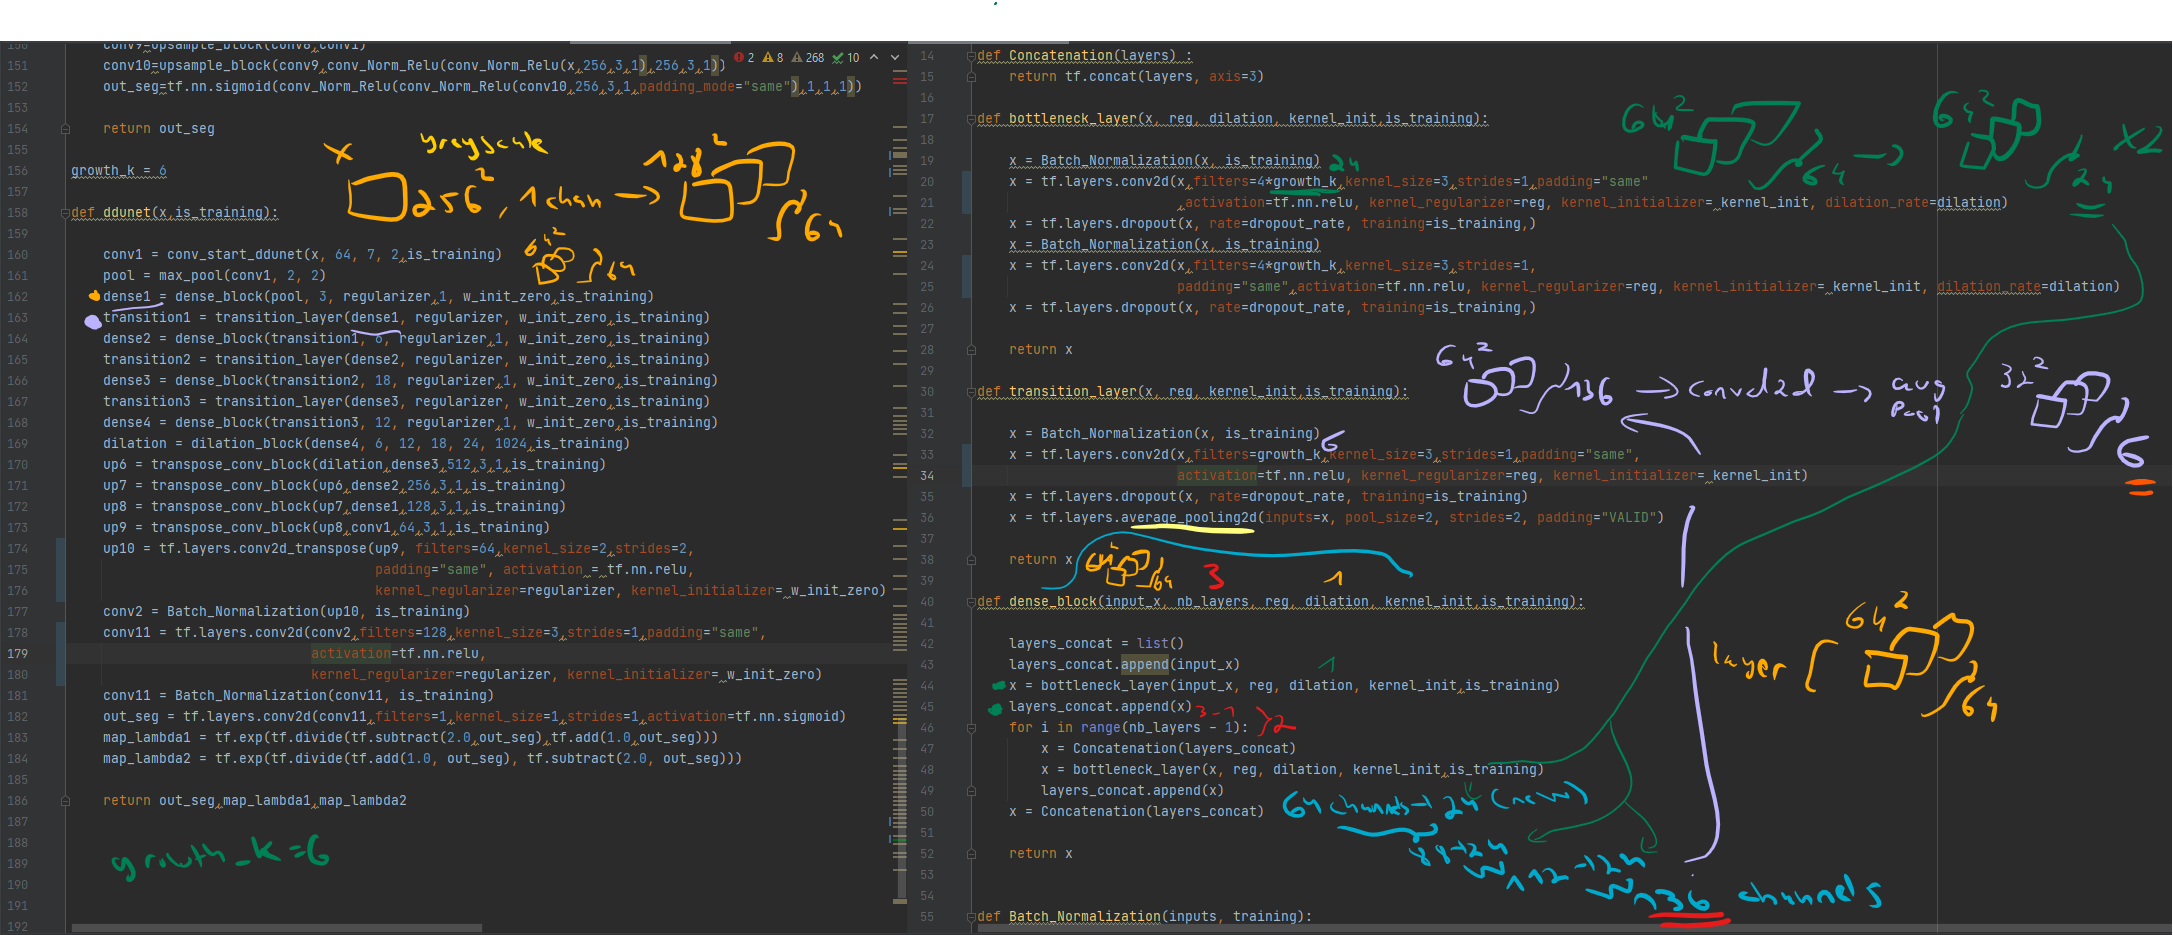 150 conv9=upsample_block(conv8,conv1)
151 conv10=upsample_block(conv9,conv_Norm_Relu(conv_Norm_Relu(x,256,3,1),256,3,1))
2 8 268 10
152 out_seg=tf.nn.sigmoid(conv_Norm_Relu(conv_Norm_Relu(conv10,256,3,1,padding_mode="same"),1,1,1))
153
154 return out_seg
155
156 growth_k = 6
157
158 def ddunet(x,is_training):
159
160 conv1 = conv_start_ddunet(x, 64, 7, 2,is_training)
161 pool = max_pool(conv1, 2, 2)
162 dense1 = dense_block(pool, 3, regularizer,1, w_init_zero,is_training)
163 transition1 = transition_layer(dense1, regularizer, w_init_zero,is_training)
164 dense2 = dense_block(transition1, 6, regularizer,1, w_init_zero,is_training)
165 transition2 = transition_layer(dense2, regularizer, w_init_zero,is_training)
166 dense3 = dense_block(transition2, 18, regularizer,1, w_init_zero,is_training)
167 transition3 = transition_layer(dense3, regularizer, w_init_zero,is_training)
168 dense4 = dense_block(transition3, 12, regularizer,1, w_init_zero,is_training)
169 dilation = dilation_block(dense4, 6, 12, 18, 24, 1024,is_training)
170 up6 = transpose_conv_block(dilation,dense3,512,3,1,is_training)
171 up7 = transpose_conv_block(up6,dense2,256,3,1,is_training)
172 up8 = transpose_conv_block(up7,dense1,128,3,1,is_training)
173 up9 = transpose_conv_block(up8,conv1,64,3,1,is_training)
174 up10 = tf.layers.conv2d_transpose(up9, filters=64,kernel_size=2,strides=2,
175 padding="same", activation = tf.nn.relu,
176 kernel_regularizer=regularizer, kernel_initializer= w_init_zero)
177 conv2 = Batch_Normalization(up10, is_training)
178 conv11 = tf.layers.conv2d(conv2,filters=128,kernel_size=3,strides=1,padding="same",
179 activation=tf.nn.relu,
180 kernel_regularizer=regularizer, kernel_initializer= w_init_zero)
181 conv11 = Batch_Normalization(conv11, is_training)
182 out_seg = tf.layers.conv2d(conv11,filters=1,kernel_size=1,strides=1,activation=tf.nn.sigmoid)
183 map_lambda1 = tf.exp(tf.divide(tf.subtract(2.0,out_seg),tf.add(1.0,out_seg)))
184 map_lambda2 = tf.exp(tf.divide(tf.add(1.0, out_seg), tf.subtract(2.0, out_seg)))
185
186 return out_seg,map_lambda1,map_lambda2
187
188
189
190
191
192
x
greyscale
256², 1 chan → 128²
64
64²
64
growth_k=6
14 def Concatenation(layers) :
15 return tf.concat(layers, axis=3)
16
17 def bottleneck_layer(x, reg, dilation, kernel_init,is_training):
18
19 x = Batch_Normalization(x, is_training)
20 x = tf.layers.conv2d(x,filters=4*growth_k,kernel_size=3,strides=1,padding="same"
21 ,activation=tf.nn.relu, kernel_regularizer=reg, kernel_initializer= kernel_init, dilation_rate=dilation)
22 x = tf.layers.dropout(x, rate=dropout_rate, training=is_training,)
23 x = Batch_Normalization(x, is_training)
24 x = tf.layers.conv2d(x,filters=4*growth_k,kernel_size=3,strides=1,
25 padding="same",activation=tf.nn.relu, kernel_regularizer=reg, kernel_initializer= kernel_init, dilation_rate=dilation)
26 x = tf.layers.dropout(x, rate=dropout_rate, training=is_training,)
27
28 return x
29
30 def transition_layer(x, reg, kernel_init,is_training):
31
32 x = Batch_Normalization(x, is_training)
33 x = tf.layers.conv2d(x,filters=growth_k,kernel_size=3,strides=1,padding="same",
34 activation=tf.nn.relu, kernel_regularizer=reg, kernel_initializer= kernel_init)
35 x = tf.layers.dropout(x, rate=dropout_rate, training=is_training)
36 x = tf.layers.average_pooling2d(inputs=x, pool_size=2, strides=2, padding="VALID")
37
38 return x
39
40 def dense_block(input_x, nb_layers, reg, dilation, kernel_init,is_training):
41
42 layers_concat = list()
43 layers_concat.append(input_x)
44 x = bottleneck_layer(input_x, reg, dilation, kernel_init,is_training)
45 layers_concat.append(x)
46 for i in range(nb_layers - 1):
47 x = Concatenation(layers_concat)
48 x = bottleneck_layer(x, reg, dilation, kernel_init,is_training)
49 layers_concat.append(x)
50 x = Concatenation(layers_concat)
51
52 return x
53
54
55 def Batch_Normalization(inputs, training):
24
64²
64 →
64²
24
x2
64²
136 → conv2d → avg pool
32²
6
6
64²
64
3
1
1
3-1
}2
layer
64²
64
64 channels + 24 (new)
88+24
112+24
136 channels